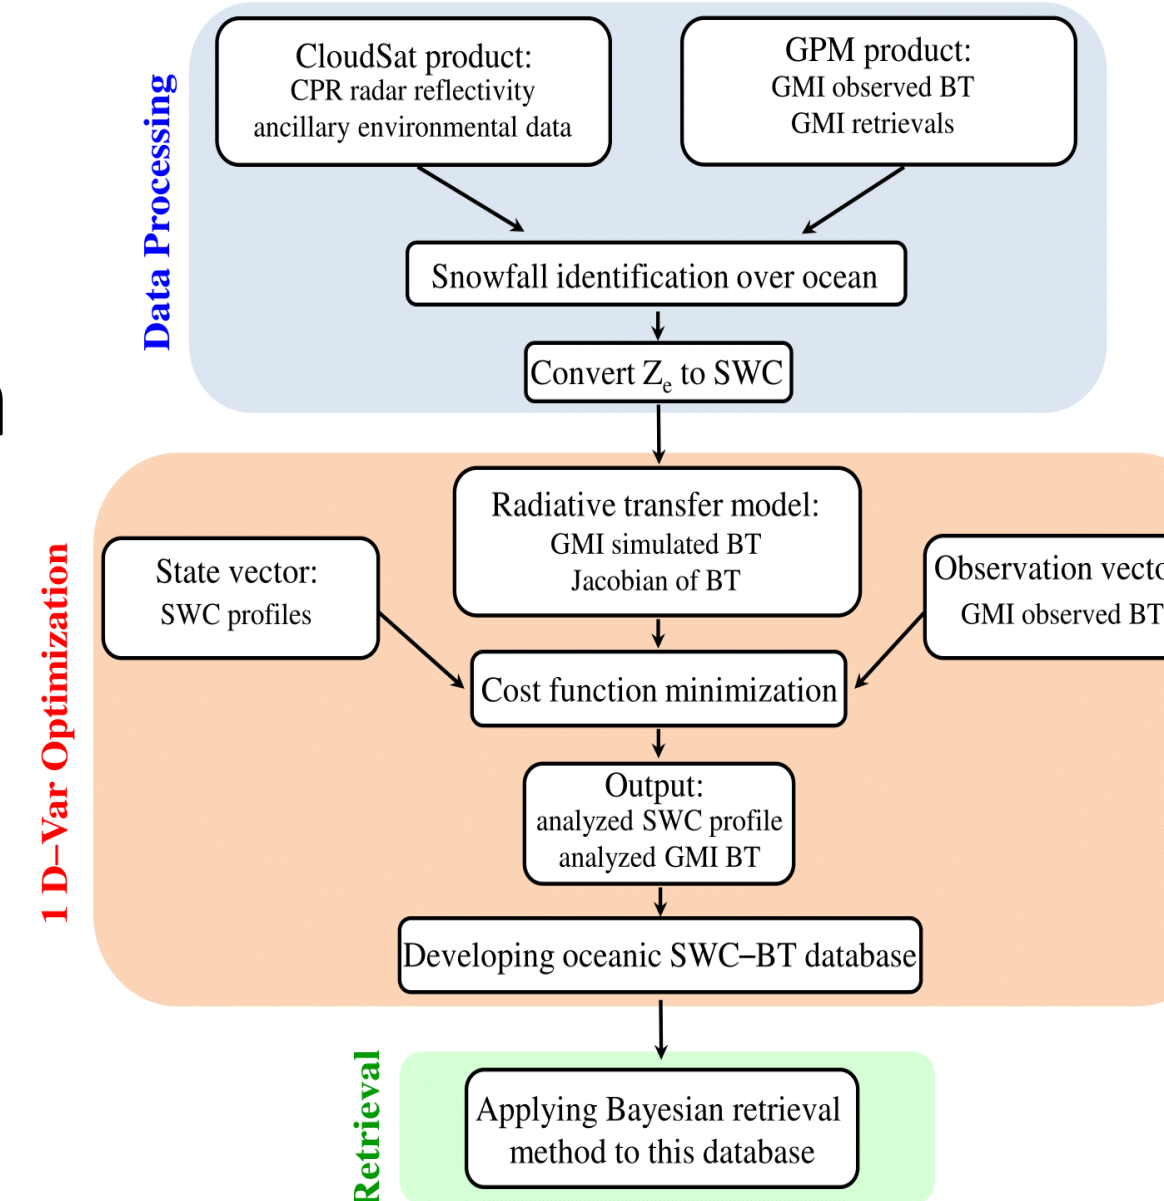 CloudSat product:
CPR radar reflectivity
ancillary environmental data
GPM product:
GMI observed BT
GMI retrievals
Data Processing
Snowfall identification over ocean
Convert Ze to SWC
Radiative transfer model:
GMI simulated BT
Jacobian of BT
State vector:
SWC profiles
Observation vecto
GMI observed BT
1 D–Var Optimization
Cost function minimization
Output:
analyzed SWC profile
analyzed GMI BT
Developing oceanic SWC–BT database
Retrieval
Applying Bayesian retrieval
method to this database